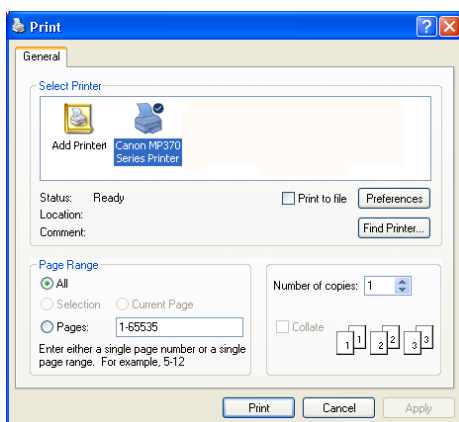 Print
General
Select Printer
Add Printer
Canon MP370
Series Printer
Status: Ready
Location:
Comment:
Print to file
Preferences
Find Printer...
Page Range
All
Selection
Current Page
Pages: 1-65535
Enter either a single page number or a single
page range. For example, 5-12
Number of copies: 1
Collate
1 1 2 2 3 3
Print
Cancel
Apply